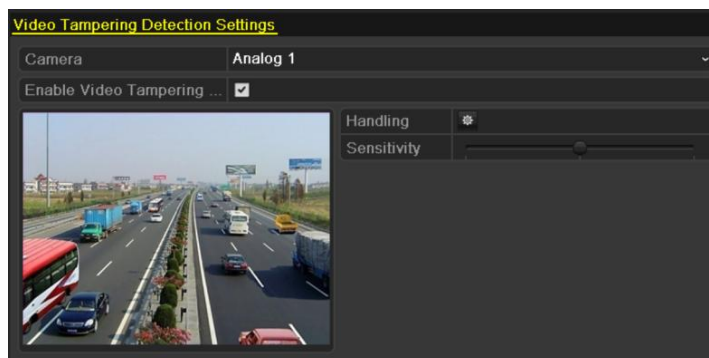 Video Tampering Detection Settings
Camera Analog 1
Enable Video Tampering ...
Handling
Sensitivity